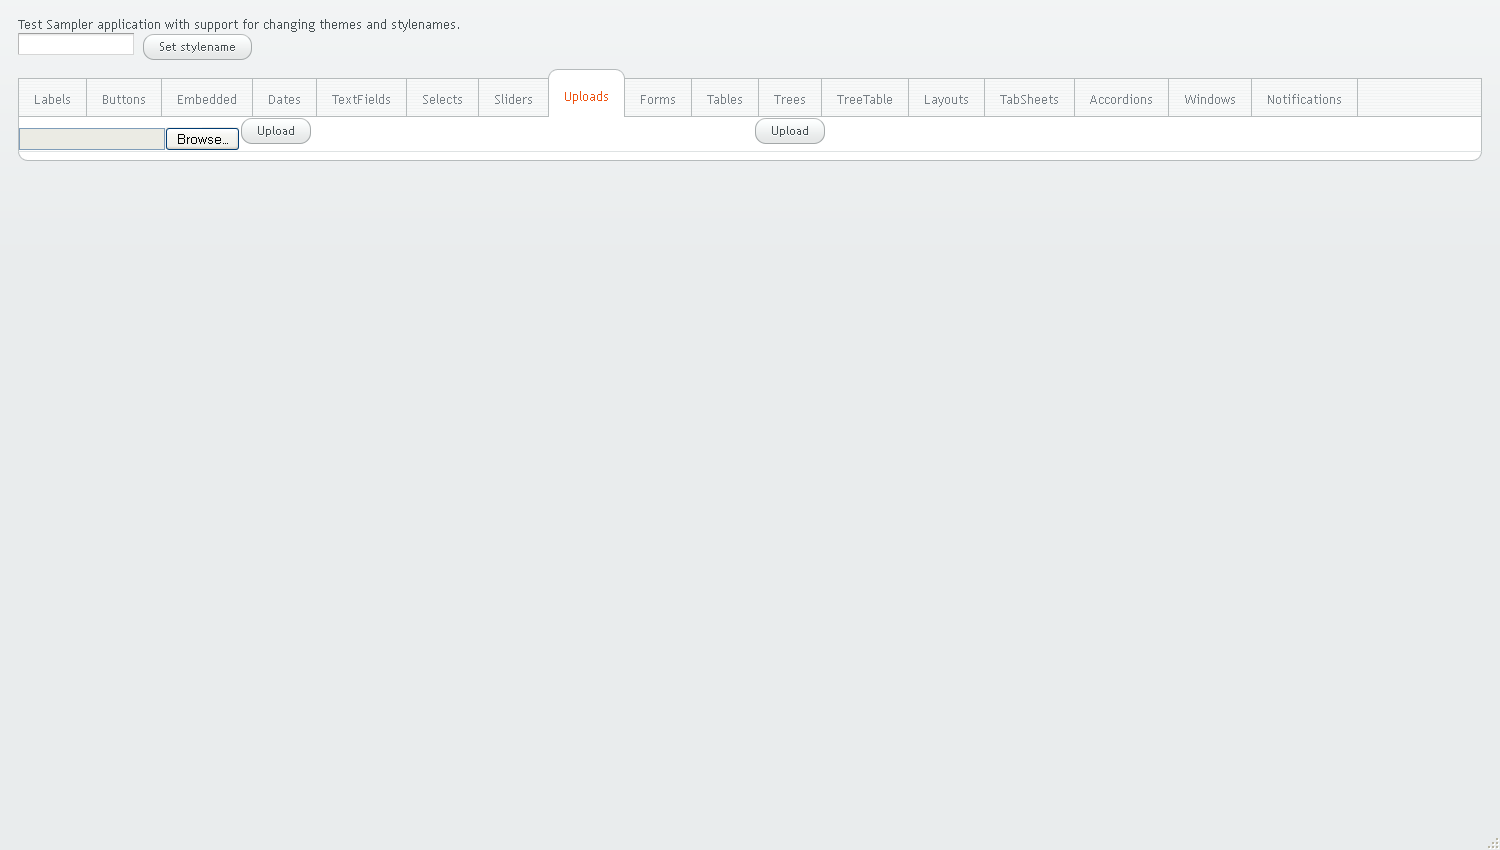 Test Sampler application with support for changing themes and stylenames.
Set stylename
Labels Buttons Embedded Dates TextFields Selects Sliders Uploads Forms Tables Trees TreeTable Layouts TabSheets Accordions Windows Notifications
Browse... Upload Upload